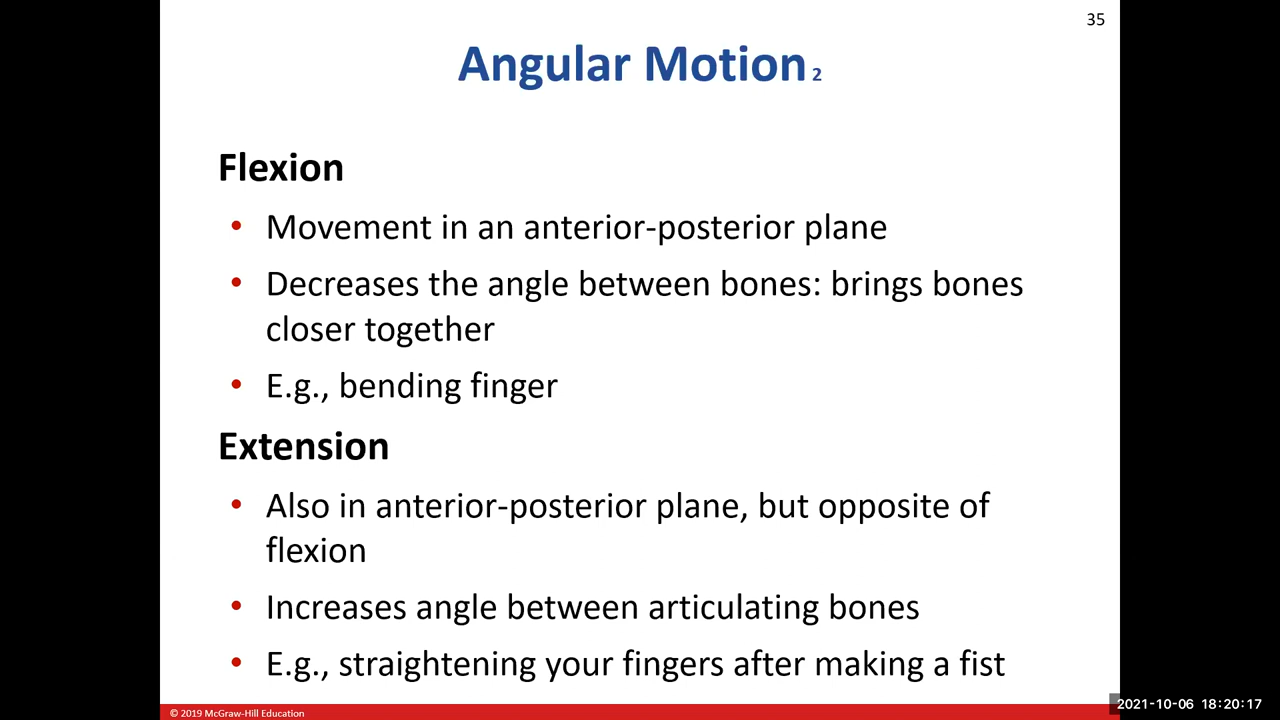 35
Angular Motion 2
Flexion
• Movement in an anterior-posterior plane
• Decreases the angle between bones: brings bones
closer together
• E.g., bending finger
Extension
• Also in anterior-posterior plane, but opposite of
flexion
• Increases angle between articulating bones
• E.g., straightening your fingers after making a fist
© 2019 McGraw-Hill Education
2021-10-06 18:20:17